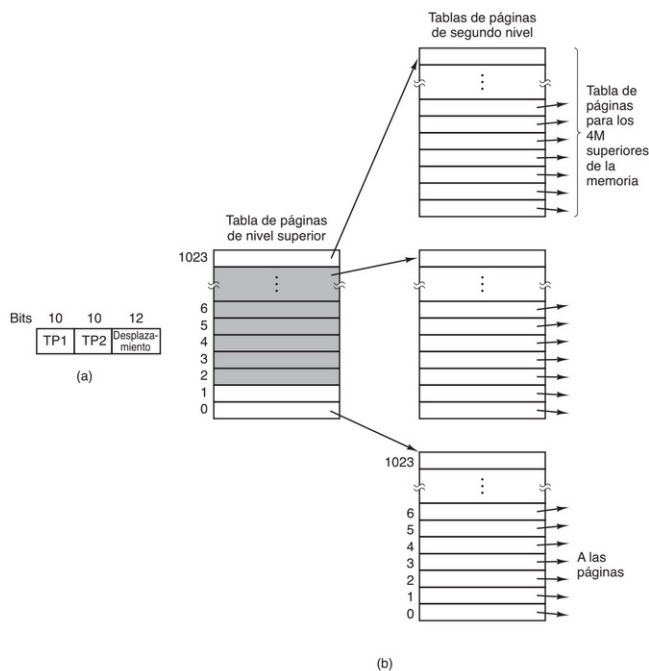 Tablas de páginas
de segundo nivel
Tabla de
páginas
para los
4M
superiores
de la
memoria
Tabla de páginas
de nivel superior
1023
6
5
4
3
2
1
0
Bits 10 10 12
TP1 TP2 Desplaza-
miento
(a)
1023
6
5
4
3
2
1
0
A las
páginas
(b)